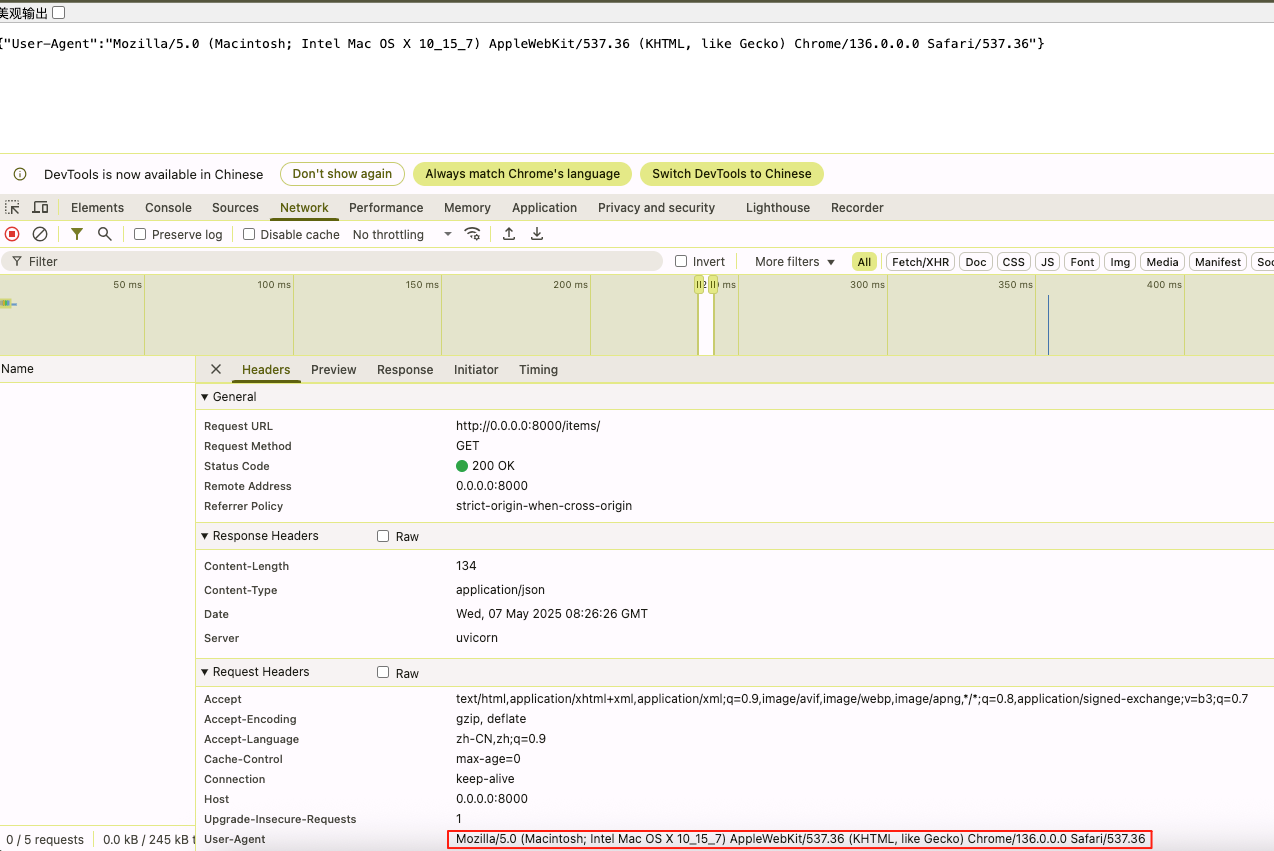 美观输出
{"User-Agent":"Mozilla/5.0 (Macintosh; Intel Mac OS X 10_15_7) AppleWebKit/537.36 (KHTML, like Gecko) Chrome/136.0.0.0 Safari/537.36"}
DevTools is now available in Chinese Don't show again Always match Chrome's language Switch DevTools to Chinese
Elements Console Sources Network Performance Memory Application Privacy and security Lighthouse Recorder
Preserve log Disable cache No throttling
Filter Invert More filters All Fetch/XHR Doc CSS JS Font Img Media Manifest Soc
50 ms 100 ms 150 ms 200 ms ms 300 ms 350 ms 400 ms
Name Headers Preview Response Initiator Timing
General
Request URL http://0.0.0.0:8000/items/
Request Method GET
Status Code 200 OK
Remote Address 0.0.0.0:8000
Referrer Policy strict-origin-when-cross-origin
Response Headers Raw
Content-Length 134
Content-Type application/json
Date Wed, 07 May 2025 08:26:26 GMT
Server uvicorn
Request Headers Raw
Accept text/html,application/xhtml+xml,application/xml;q=0.9,image/avif,image/webp,image/apng,*/*;q=0.8,application/signed-exchange;v=b3;q=0.7
Accept-Encoding gzip, deflate
Accept-Language zh-CN,zh;q=0.9
Cache-Control max-age=0
Connection keep-alive
Host 0.0.0.0:8000
Upgrade-Insecure-Requests 1
0 / 5 requests 0.0 kB / 245 kB t
User-Agent Mozilla/5.0 (Macintosh; Intel Mac OS X 10_15_7) AppleWebKit/537.36 (KHTML, like Gecko) Chrome/136.0.0.0 Safari/537.36